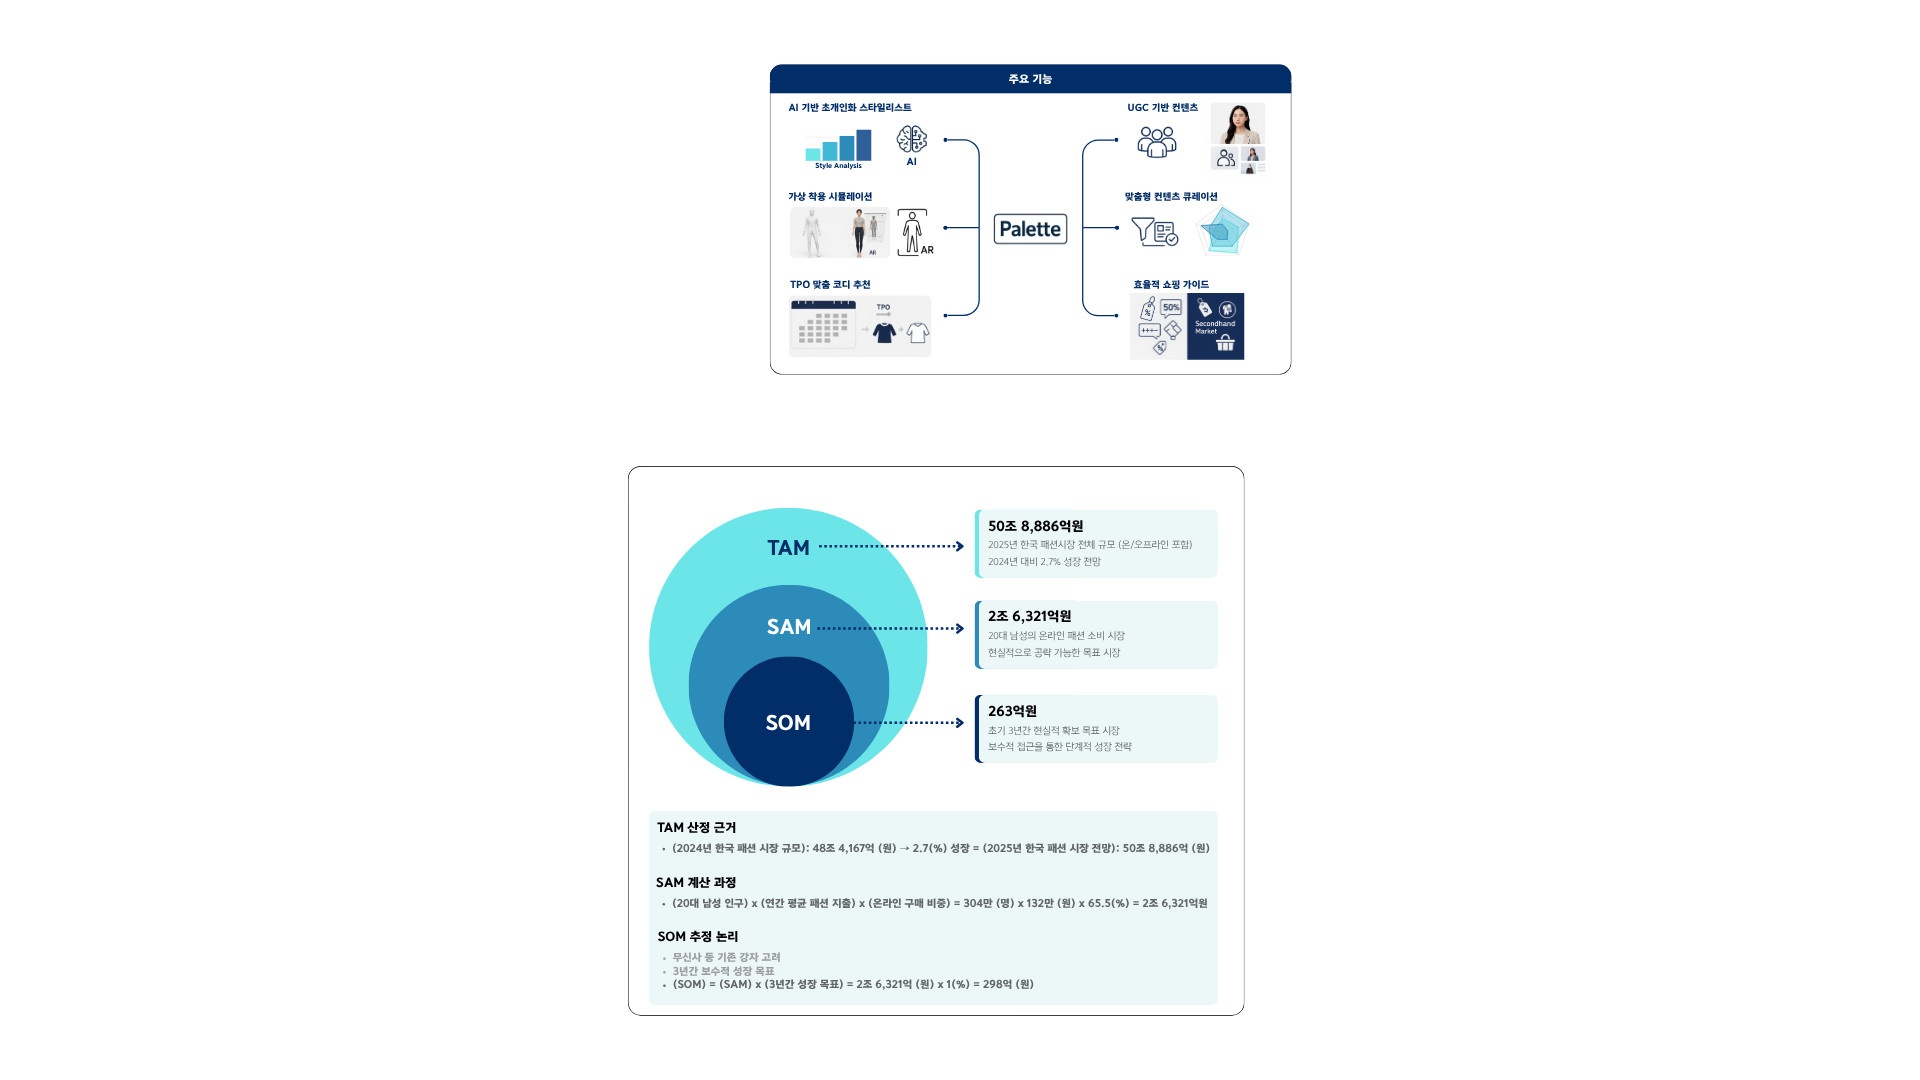 주요 기능
AI 기반 초개인화 스타일리스트
Style Analysis
AI
가상 착용 시뮬레이션
AR
AR
TPO 맞춤 코디 추천
TPO
Palette
UGC 기반 컨텐츠
맞춤형 컨텐츠 큐레이션
효율적 쇼핑 가이드
%
50%
%
Secondhand
Market
TAM
50조 8,886억원
2025년 한국 패션시장 전체 규모 (온/오프라인 포함)
2024년 대비 2.7% 성장 전망
SAM
2조 6,321억원
20대 남성의 온라인 패션 소비 시장
현실적으로 공략 가능한 목표 시장
SOM
263억원
초기 3년간 현실적 확보 목표 시장
보수적 접근을 통한 단계적 성장 전략
TAM 산정 근거
• (2024년 한국 패션 시장 규모): 48조 4,167억 (원) → 2.7(%) 성장 = (2025년 한국 패션 시장 전망): 50조 8,886억 (원)
SAM 계산 과정
• (20대 남성 인구) x (연간 평균 패션 지출) x (온라인 구매 비중) = 304만 (명) x 132만 (원) x 65.5(%) = 2조 6,321억원
SOM 추정 논리
• 무신사 등 기존 강자 고려
• 3년간 보수적 성장 목표
• (SOM) = (SAM) x (3년간 성장 목표) = 2조 6,321억 (원) x 1(%) = 298억 (원)